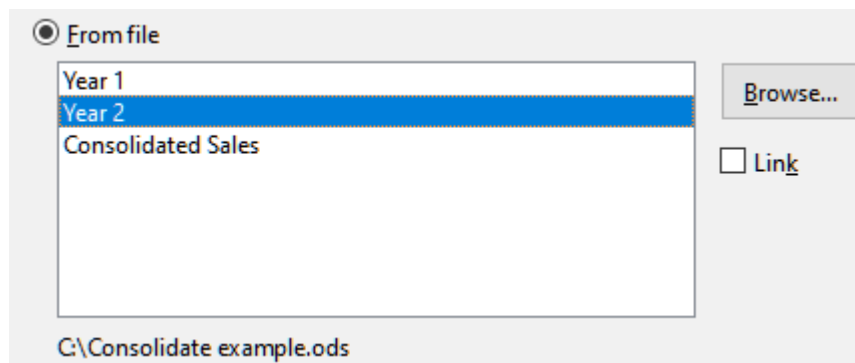 From file
Year 1
Year 2
Browse...
Consolidated Sales
Link
C:\Consolidate example.ods